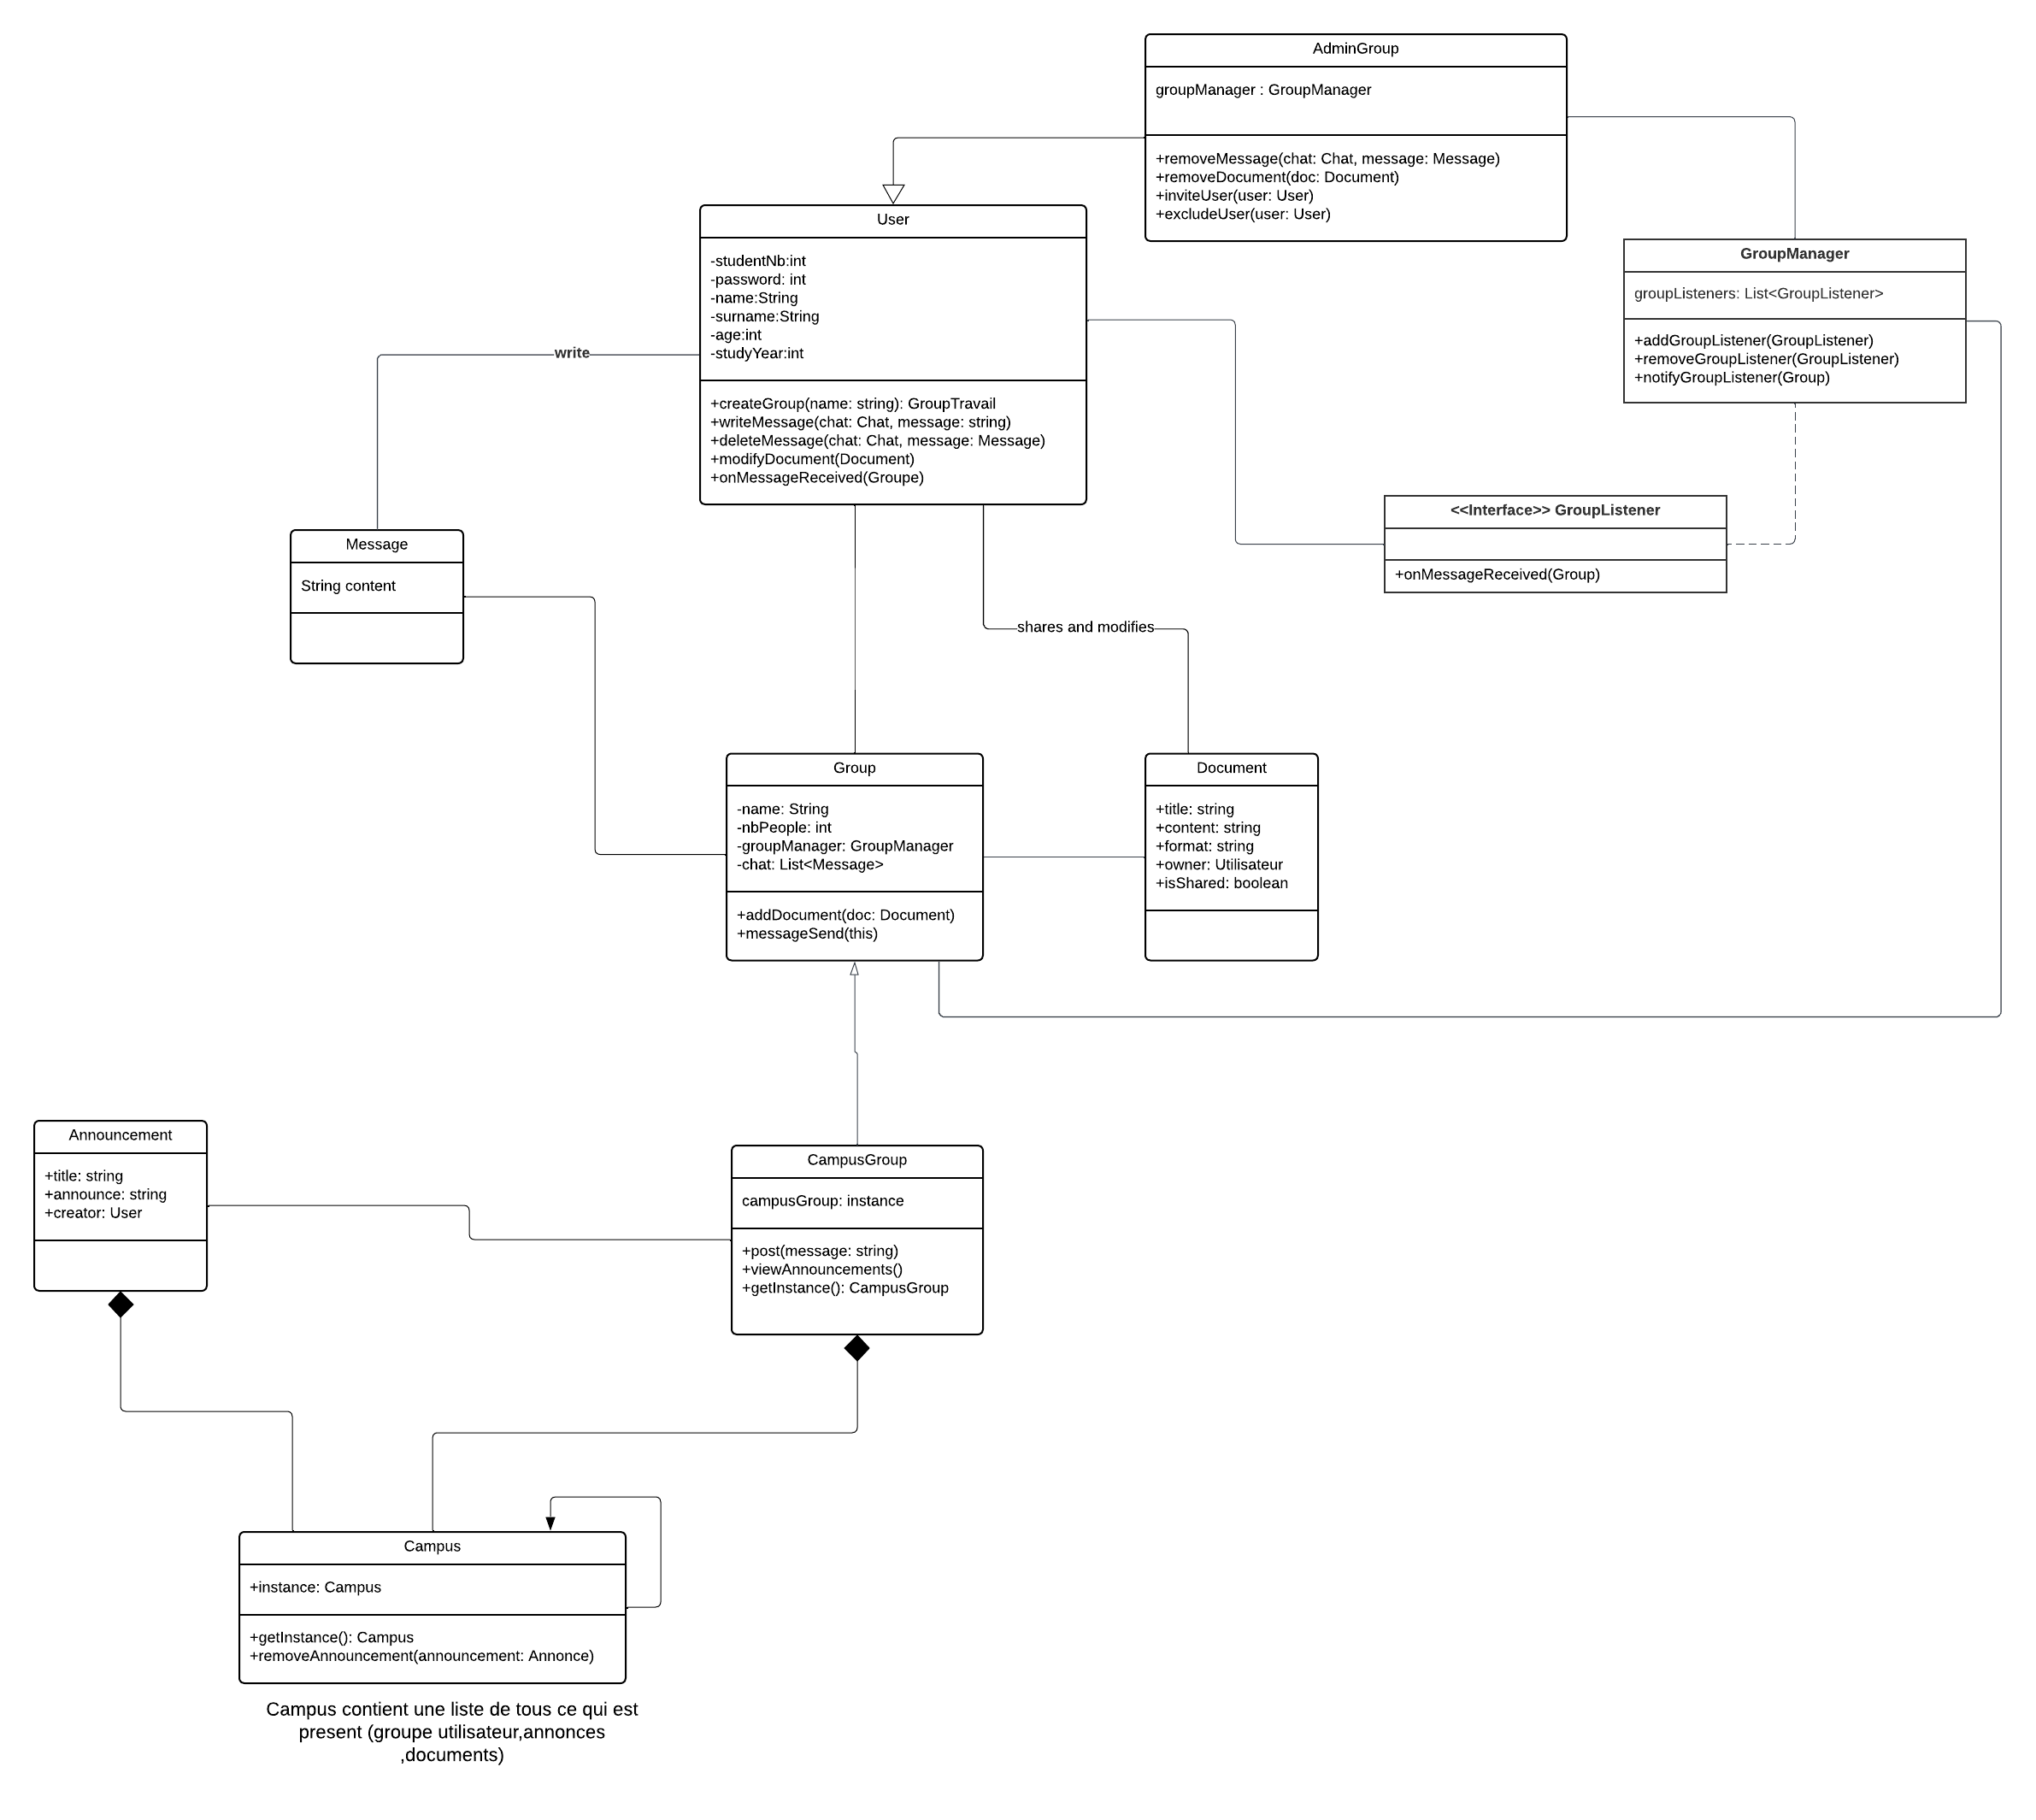 AdminGroup
groupManager : GroupManager
+removeMessage(chat: Chat, message: Message)
+removeDocument(doc: Document)
+inviteUser(user: User)
+excludeUser(user: User)
User
-studentNb:int
-password: int
-name:String
-surname:String
-age:int
-studyYear:int
+createGroup(name: string): GroupTravail
+writeMessage(chat: Chat, message: string)
+deleteMessage(chat: Chat, message: Message)
+modifyDocument(Document)
+onMessageReceived(Groupe)
GroupManager
groupListeners: List<GroupListener>
+addGroupListener(GroupListener)
+removeGroupListener(GroupListener)
+notifyGroupListener(Group)
write
<<Interface>> GroupListener
+onMessageReceived(Group)
Message
String content
shares and modifies
Group
-name: String
-nbPeople: int
-groupManager: GroupManager
-chat: List<Message>
+addDocument(doc: Document)
+messageSend(this)
Document
+title: string
+content: string
+format: string
+owner: Utilisateur
+isShared: boolean
Announcement
+title: string
+announce: string
+creator: User
CampusGroup
campusGroup: instance
+post(message: string)
+viewAnnouncements()
+getInstance(): CampusGroup
Campus
+instance: Campus
+getInstance(): Campus
+removeAnnouncement(announcement: Annonce)
Campus contient une liste de tous ce qui est
present (groupe utilisateur,annonces
,documents)